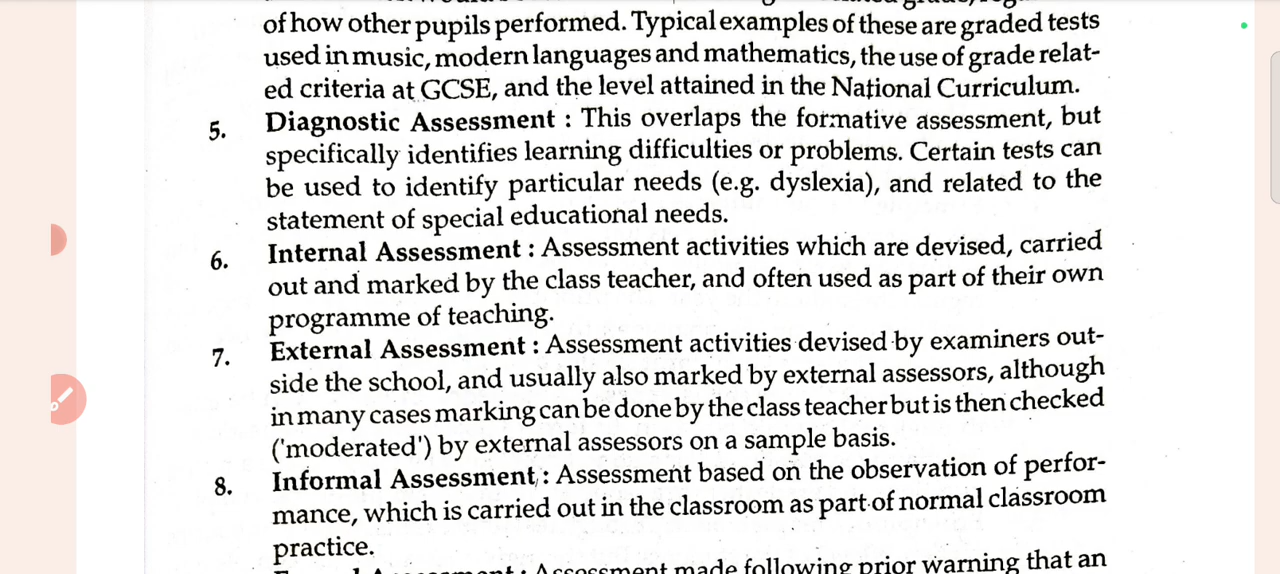 of how other pupils performed. Typical examples of these are graded tests
used in music, modern languages and mathematics, the use of grade relat-
ed criteria at GCSE, and the level attained in the National Curriculum.
5. Diagnostic Assessment : This overlaps the formative assessment, but
specifically identifies learning difficulties or problems. Certain tests can
be used to identify particular needs (e.g. dyslexia), and related to the
statement of special educational needs.
6. Internal Assessment : Assessment activities which are devised, carried
out and marked by the class teacher, and often used as part of their own
programme of teaching.
7. External Assessment : Assessment activities devised by examiners out-
side the school, and usually also marked by external assessors, although
in many cases marking can be done by the class teacher but is then checked
('moderated') by external assessors on a sample basis.
8. Informal Assessment : Assessment based on the observation of perfor-
mance, which is carried out in the classroom as part of normal classroom
practice.
: Assessment made following prior warning that an